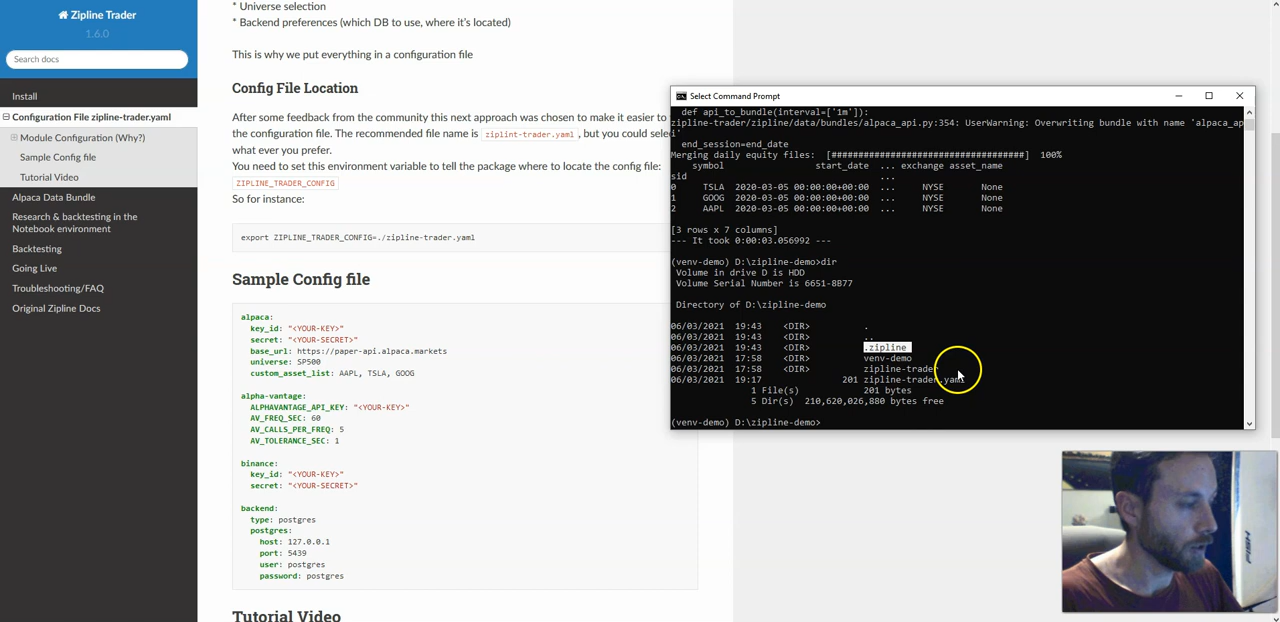 Zipline Trader
1.6.0
Search docs
Install
Configuration File zipline-trader.yaml
Module Configuration (Why?)
Sample Config file
Tutorial Video
Alpaca Data Bundle
Research & backtesting in the
Notebook environment
Backtesting
Going Live
Troubleshooting/FAQ
Original Zipline Docs
* Universe selection
* Backend preferences (which DB to use, where it's located)
This is why we put everything in a configuration file
Config File Location
After some feedback from the community this next approach was chosen to make it easier to
the configuration file. The recommended file name is ziplint-trader.yaml , but you could selec
what ever you prefer.
You need to set this environment variable to tell the package where to locate the config file:
ZIPLINE_TRADER_CONFIG
So for instance:
export ZIPLINE_TRADER_CONFIG=./zipline-trader.yaml
Sample Config file
alpaca:
key_id: "<YOUR-KEY>"
secret: "<YOUR-SECRET>"
base_url: https://paper-api.alpaca.markets
universe: SP500
custom_asset_list: AAPL, TSLA, GOOG
alpha-vantage:
ALPHAVANTAGE_API_KEY: "<YOUR-KEY>"
AV_FREQ_SEC: 60
AV_CALLS_PER_FREQ: 5
AV_TOLERANCE_SEC: 1
binance:
key_id: "<YOUR-KEY>"
secret: "<YOUR-SECRET>"
backend:
type: postgres
postgres:
host: 127.0.0.1
port: 5439
user: postgres
password: postgres
Tutorial Video
Select Command Prompt
def api_to_bundle(interval=['1m']):
zipline-trader/zipline/data/bundles/alpaca_api.py:354: UserWarning: Overwriting bundle with name 'alpaca_ap
i'
end_session=end_date
Merging daily equity files: [####################################] 100%
symbol start_date ... exchange asset_name
sid ...
0 TSLA 2020-03-05 00:00:00+00:00 ... NYSE None
1 GOOG 2020-03-05 00:00:00+00:00 ... NYSE None
2 AAPL 2020-03-05 00:00:00+00:00 ... NYSE None
[3 rows x 7 columns]
--- It took 0:00:03.056992 ---
(venv-demo) D:\zipline-demo>dir
Volume in drive D is HDD
Volume Serial Number is 6651-8B77
Directory of D:\zipline-demo
06/03/2021 19:43 <DIR> .
06/03/2021 19:43 <DIR> ..
06/03/2021 19:43 <DIR> .zipline
06/03/2021 17:58 <DIR> venv-demo
06/03/2021 17:58 <DIR> zipline-trader
06/03/2021 19:17 201 zipline-trader.yaml
1 File(s) 201 bytes
5 Dir(s) 210,620,026,880 bytes free
(venv-demo) D:\zipline-demo>